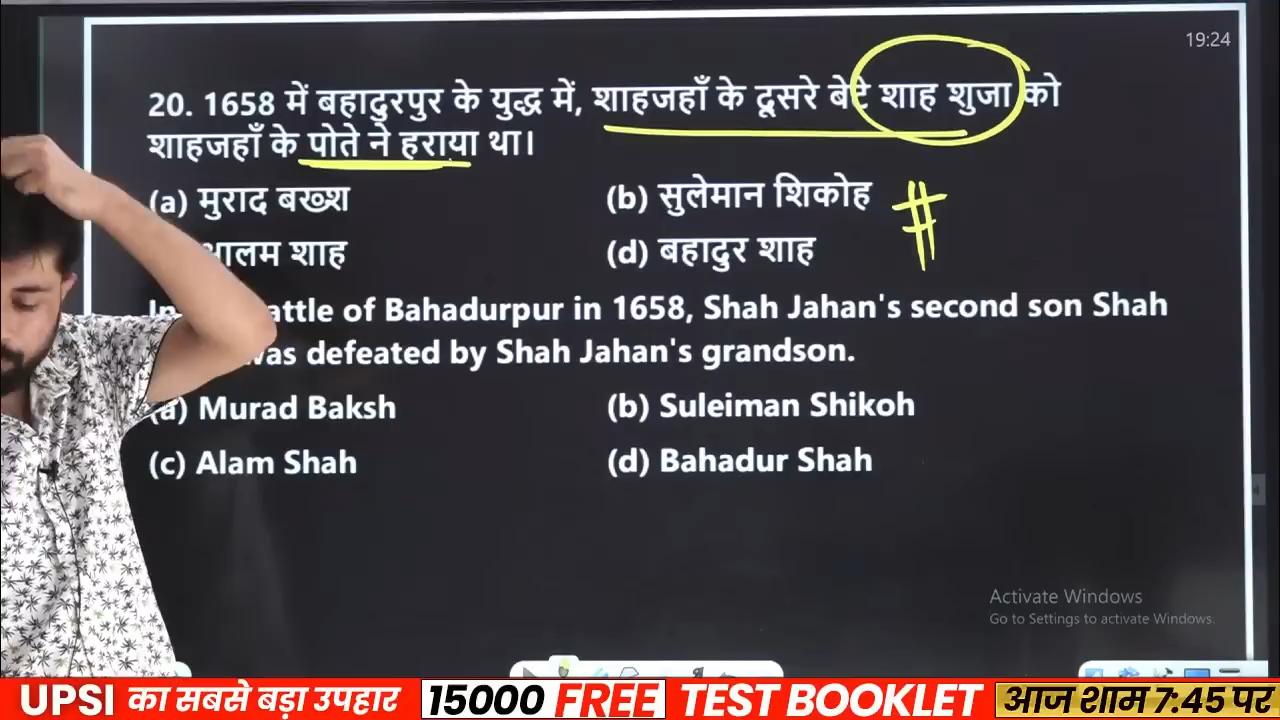 19:24
20. 1658 में बहादुरपुर के युद्ध में, शाहजहाँ के दूसरे बेटे शाह शुजा को
शाहजहाँ के पोते ने हराया था।
(a) मुराद बख्श (b) सुलेमान शिकोह
शाह (d) बहादुर शाह
of Bahadurpur in 1658, Shah Jahan's second son Shah
was defeated by Shah Jahan's grandson.
(a) Murad Baksh (b) Suleiman Shikoh
(c) Alam Shah (d) Bahadur Shah
Activate Windows
Go to Settings to activate Windows.
UPSI का सबसे बड़ा उपहार 15000 FREE TEST BOOKLET आज शाम 7:45 पर